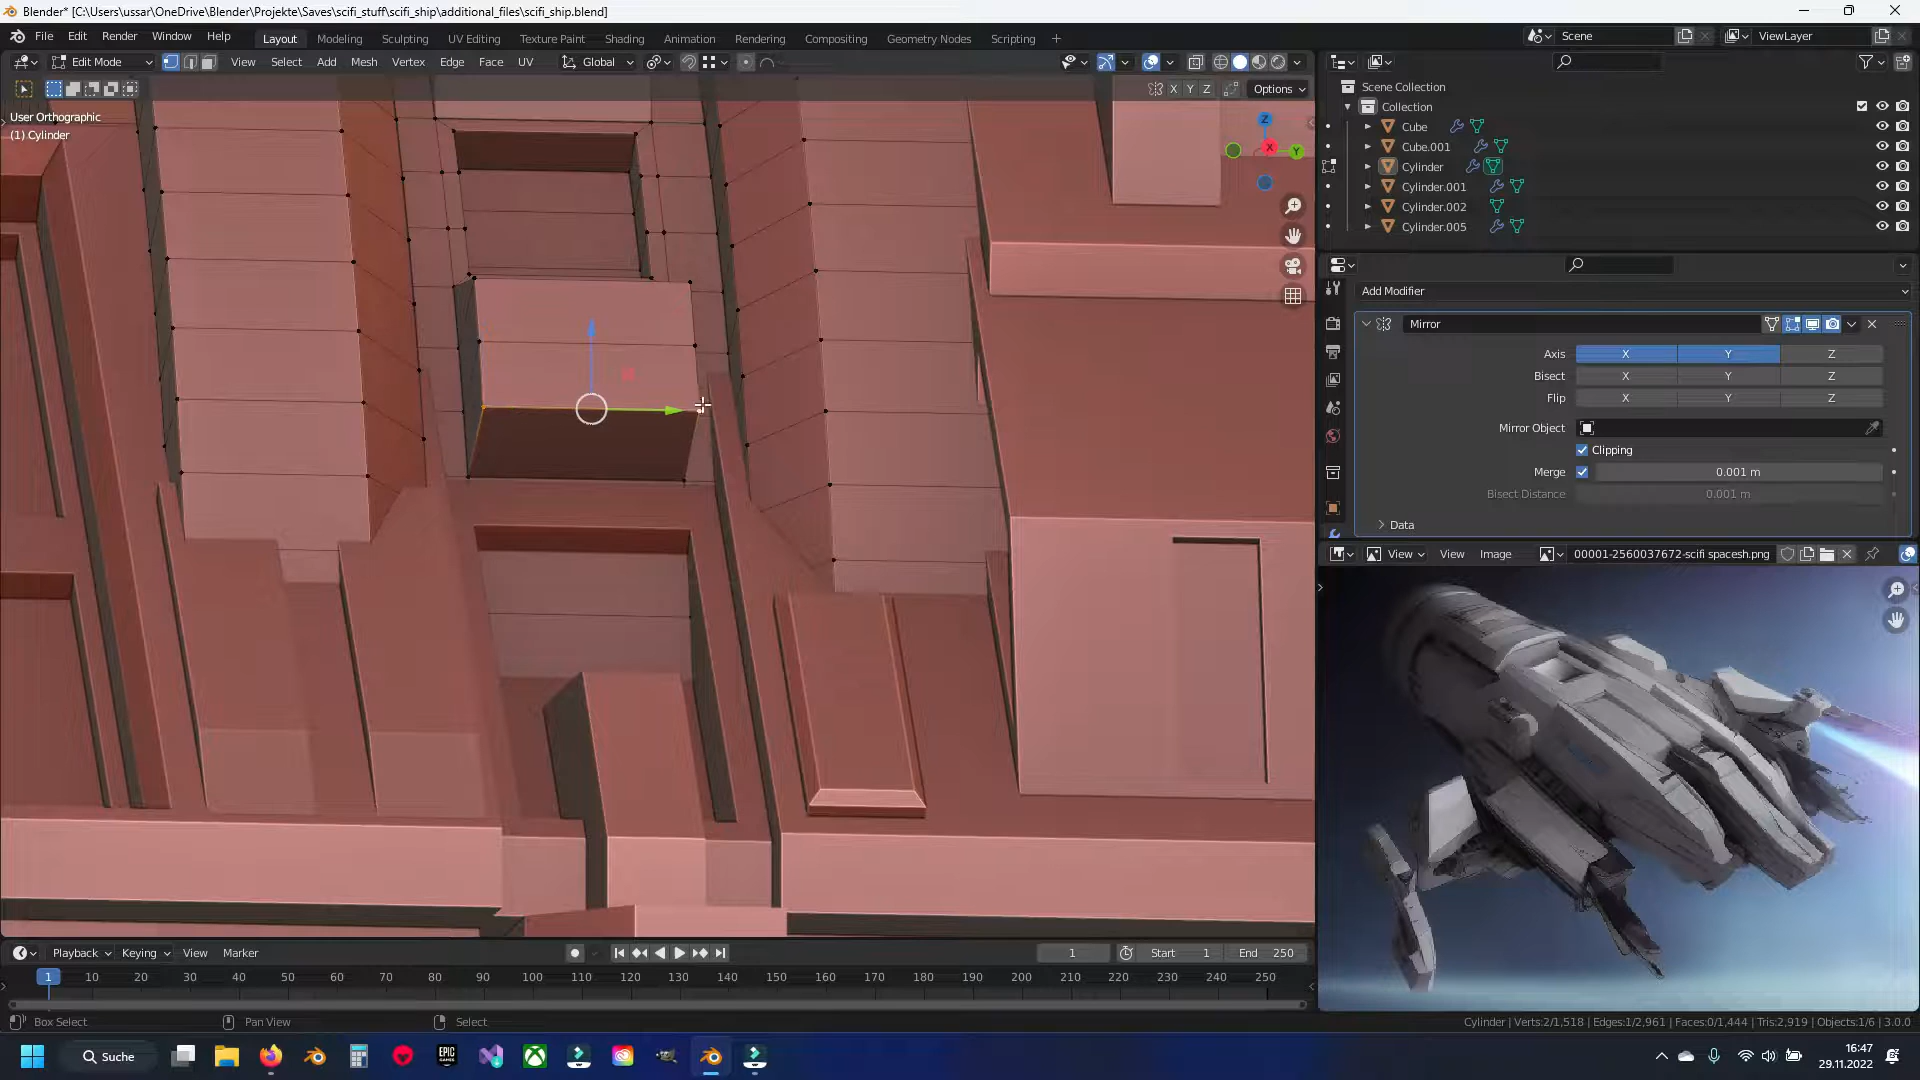 Blender* [C:\Users\ussar\OneDrive\Blender\Projekte\Saves\scifi_stuff\scifi_ship\additional_files\scifi_ship.blend]
File Edit Render Window Help Layout Modeling Sculpting UV Editing Texture Paint Shading Animation Rendering Compositing Geometry Nodes Scripting + Scene ViewLayer
Edit Mode View Select Add Mesh Vertex Edge Face UV Global
X Y Z Options
Scene Collection
User Orthographic
(1) Cylinder
Z
X
Y
Collection
Cube
Cube.001
Cylinder
Cylinder.001
Cylinder.002
Cylinder.005
Add Modifier
Mirror
Axis X Y Z
Bisect X Y Z
Flip X Y Z
Mirror Object
Clipping
Merge 0.001 m
Bisect Distance 0.001 m
Data
View View Image 00001-2560037672-scifi spacesh.png
Playback Keying View Marker 1 Start 1 End 250
1 10 20 30 40 50 60 70 80 90 100 110 120 130 140 150 160 170 180 190 200 210 220 230 240 250
Box Select Pan View Select Cylinder | Verts:2/1,518 | Edges:1/2,961 | Faces:0/1,444 | Tris:2,919 | Objects:1/6 | 3.0.0
Suche
EPIC GAMES
16:47
29.11.2022